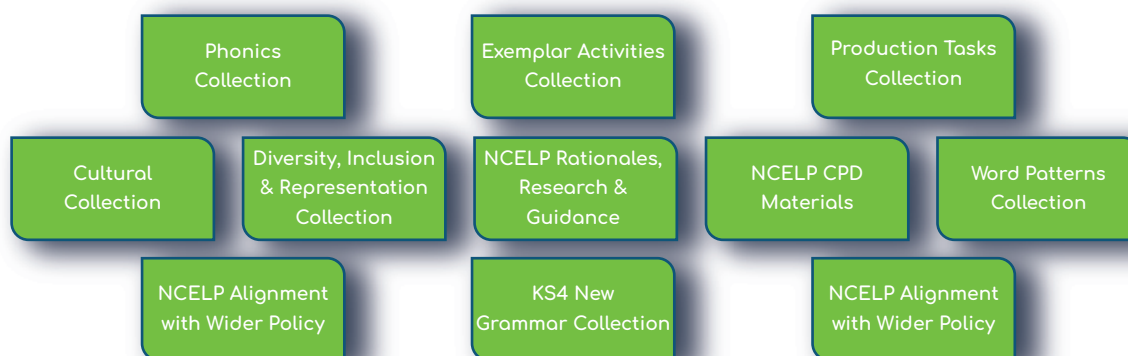 Phonics
Collection
Exemplar Activities
Collection
Production Tasks
Collection
Cultural
Collection
Diversity, Inclusion
& Representation
Collection
NCELP Rationales,
Research &
Guidance
NCELP CPD
Materials
Word Patterns
Collection
NCELP Alignment
with Wider Policy
KS4 New
Grammar Collection
NCELP Alignment
with Wider Policy